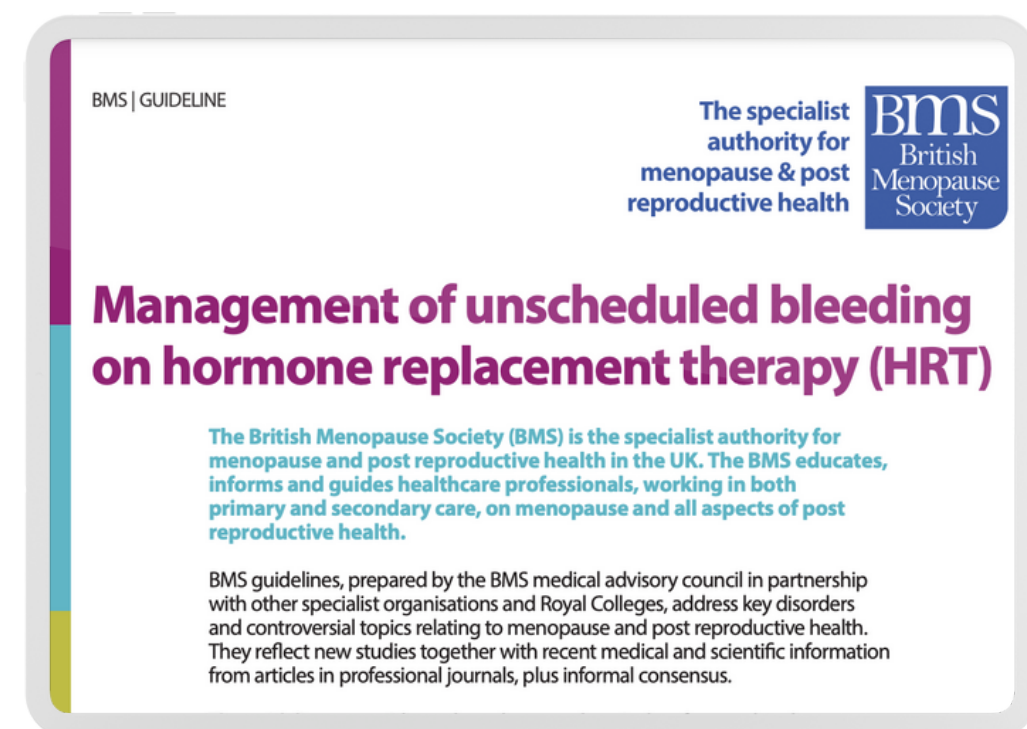 BMS | GUIDELINE
The specialist
authority for
menopause & post
reproductive health
BMS
British
Menopause
Society
Management of unscheduled bleeding
on hormone replacement therapy (HRT)
The British Menopause Society (BMS) is the specialist authority for
menopause and post reproductive health in the UK. The BMS educates,
informs and guides healthcare professionals, working in both
primary and secondary care, on menopause and all aspects of post
reproductive health.
BMS guidelines, prepared by the BMS medical advisory council in partnership
with other specialist organisations and Royal Colleges, address key disorders
and controversial topics relating to menopause and post reproductive health.
They reflect new studies together with recent medical and scientific information
from articles in professional journals, plus informal consensus.